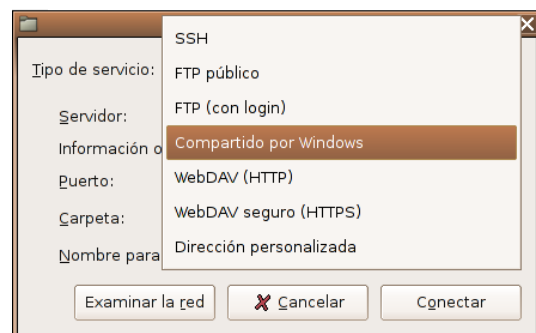 Tipo de servicio:
SSH
FTP público
FTP (con login)
Compartido por Windows
WebDAV (HTTP)
WebDAV seguro (HTTPS)
Dirección personalizada
Servidor:
Información o
Puerto:
Carpeta:
Nombre para
Examinar la red
Cancelar
Conectar